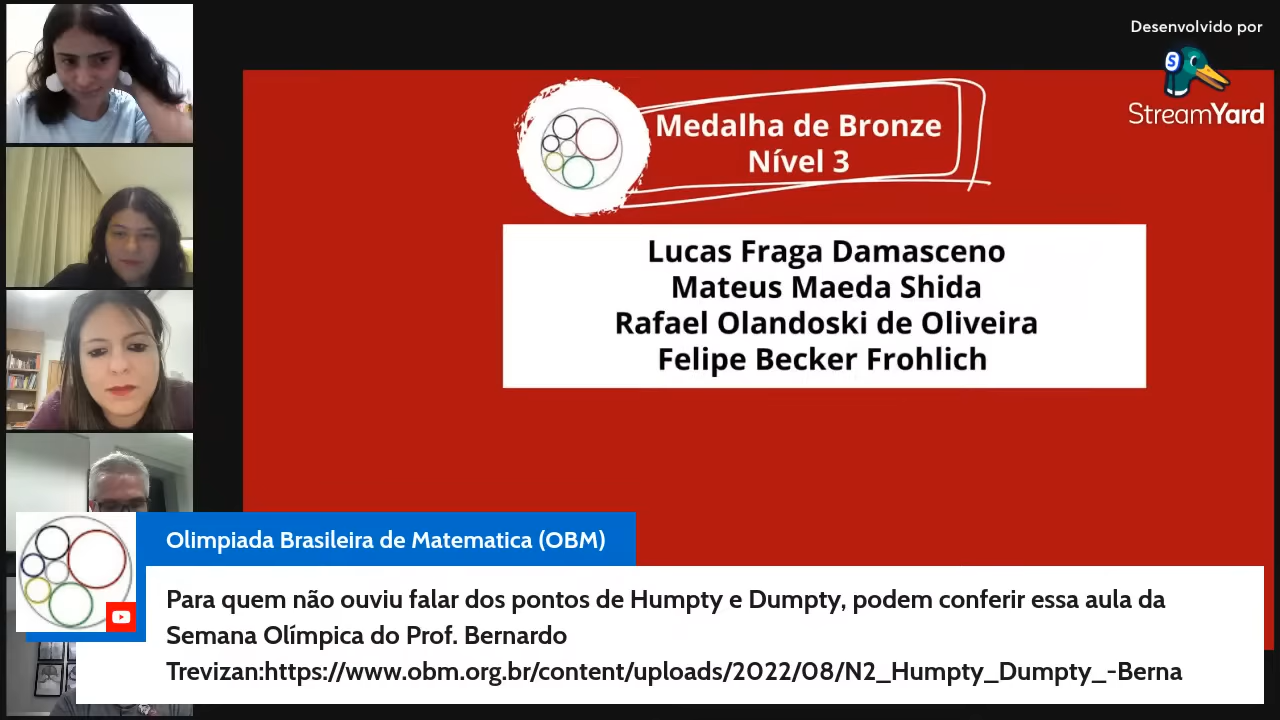 Desenvolvido por
S
StreamYard
Medalha de Bronze
Nível 3
Lucas Fraga Damasceno
Mateus Maeda Shida
Rafael Olandoski de Oliveira
Felipe Becker Frohlich
Olimpiada Brasileira de Matematica (OBM)
Para quem não ouviu falar dos pontos de Humpty e Dumpty, podem conferir essa aula da
Semana Olímpica do Prof. Bernardo
Trevizan:https://www.obm.org.br/content/uploads/2022/08/N2_Humpty_Dumpty_-Berna